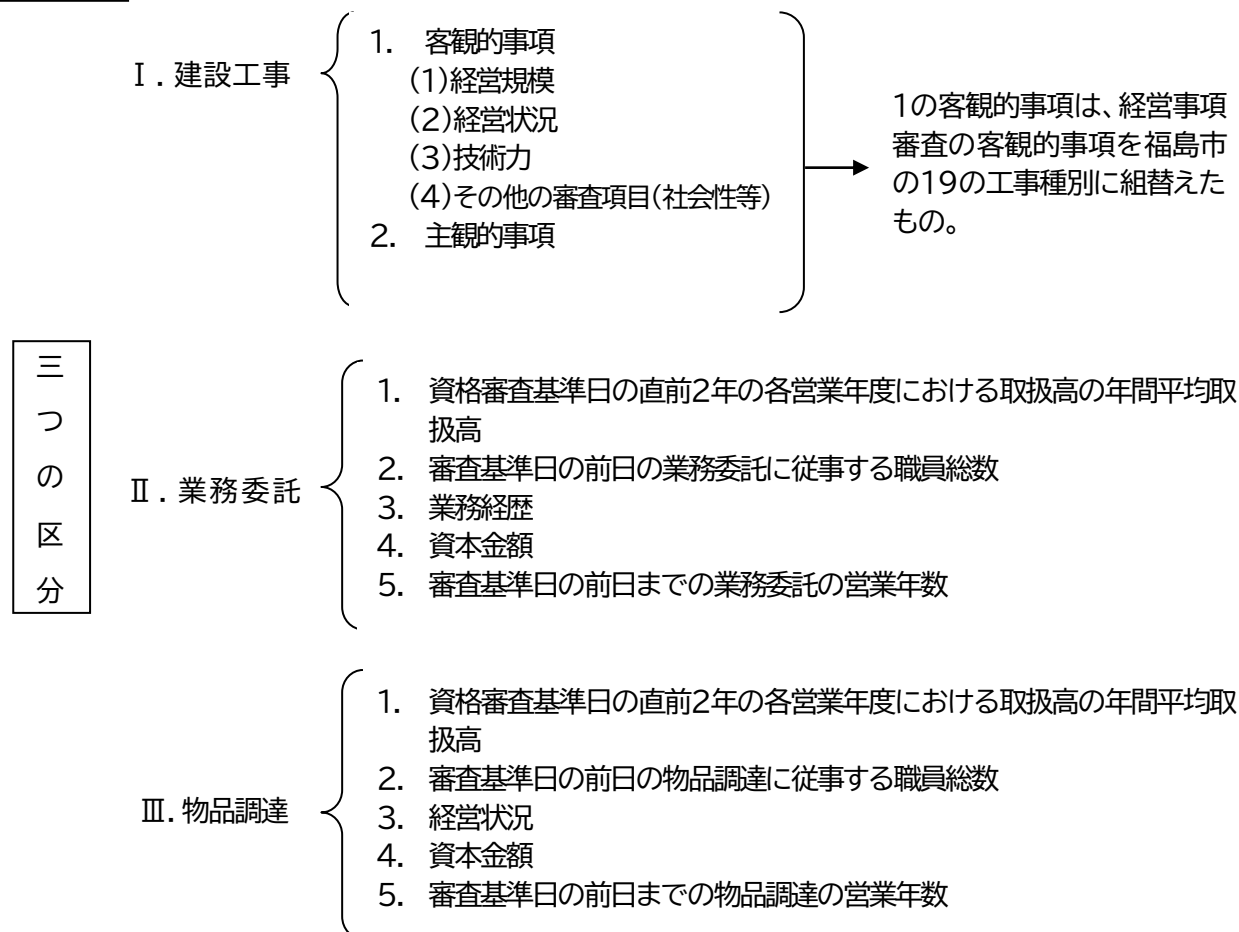 Ⅰ.建設工事
1. 客観的事項
(1)経営規模
(2)経営状況
(3)技術力
(4)その他の審査項目(社会性等)
2. 主観的事項
1の客観的事項は、経営事項
審査の客観的事項を福島市
の19の工事種別に組替えた
もの。
三つの区分
Ⅱ.業務委託
1. 資格審査基準日の直前2年の各営業年度における取扱高の年間平均取
扱高
2. 審査基準日の前日の業務委託に従事する職員総数
3. 業務経歴
4. 資本金額
5. 審査基準日の前日までの業務委託の営業年数
Ⅲ.物品調達
1. 資格審査基準日の直前2年の各営業年度における取扱高の年間平均取
扱高
2. 審査基準日の前日の物品調達に従事する職員総数
3. 経営状況
4. 資本金額
5. 審査基準日の前日までの物品調達の営業年数